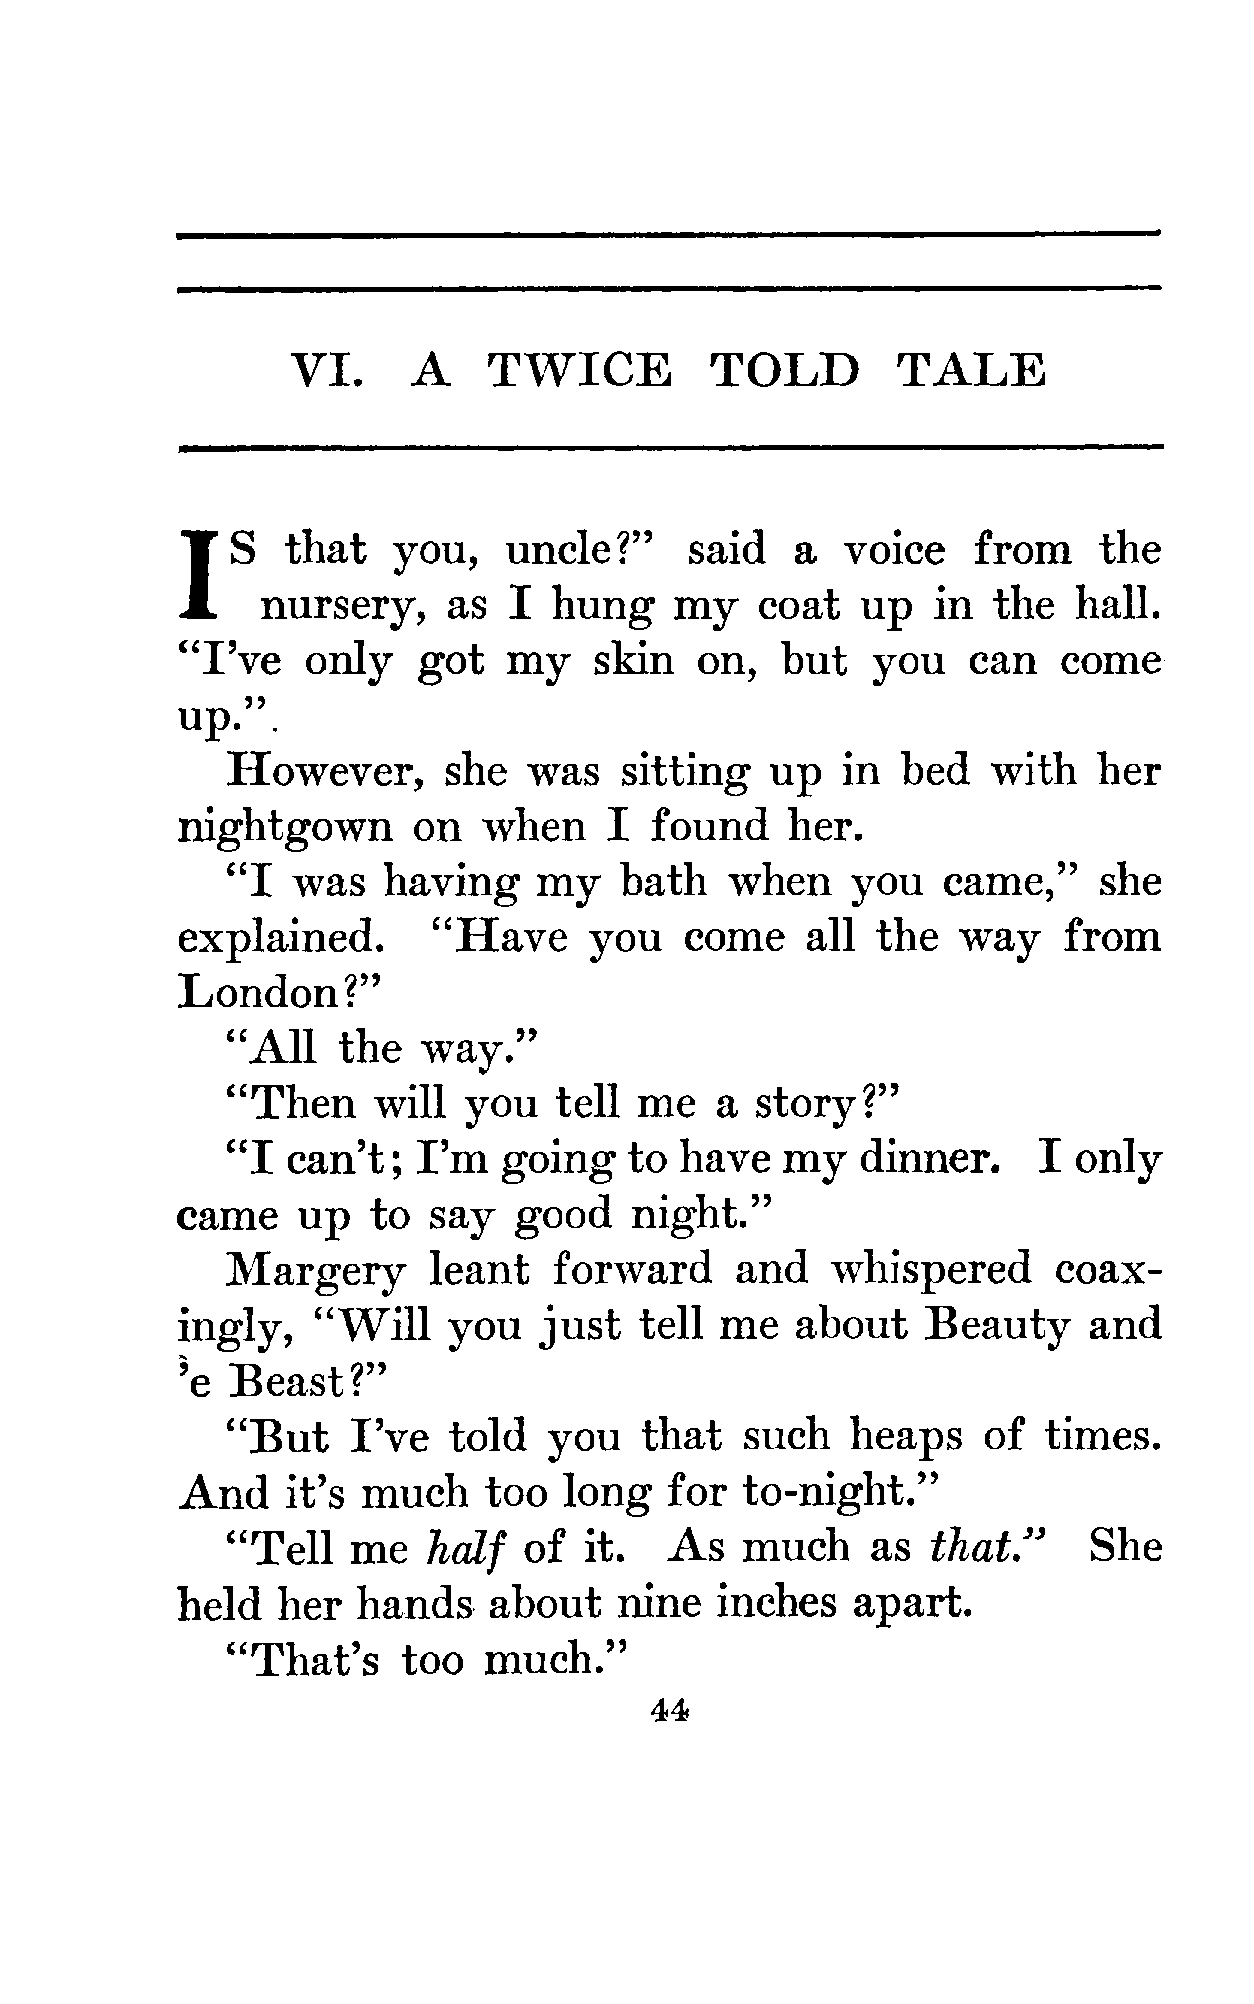 VI. A TWICE TOLD TALE
IS that you, uncle?" said a voice from the
nursery, as I hung my coat up in the hall.
"I've only got my skin on, but you can come
up.".
However, she was sitting up in bed with her
nightgown on when I found her.
"I was having my bath when you came," she
explained. "Have you come all the way from
London?"
"All the way."
"Then will you tell me a story?"
"I can't; I'm going to have my dinner. I only
came up to say good night."
Margery leant forward and whispered coax-
ingly, "Will you just tell me about Beauty and
'e Beast?"
"But I've told you that such heaps of times.
And it's much too long for to-night."
"Tell me half of it. As much as that." She
held her hands about nine inches apart.
"That's too much."
44